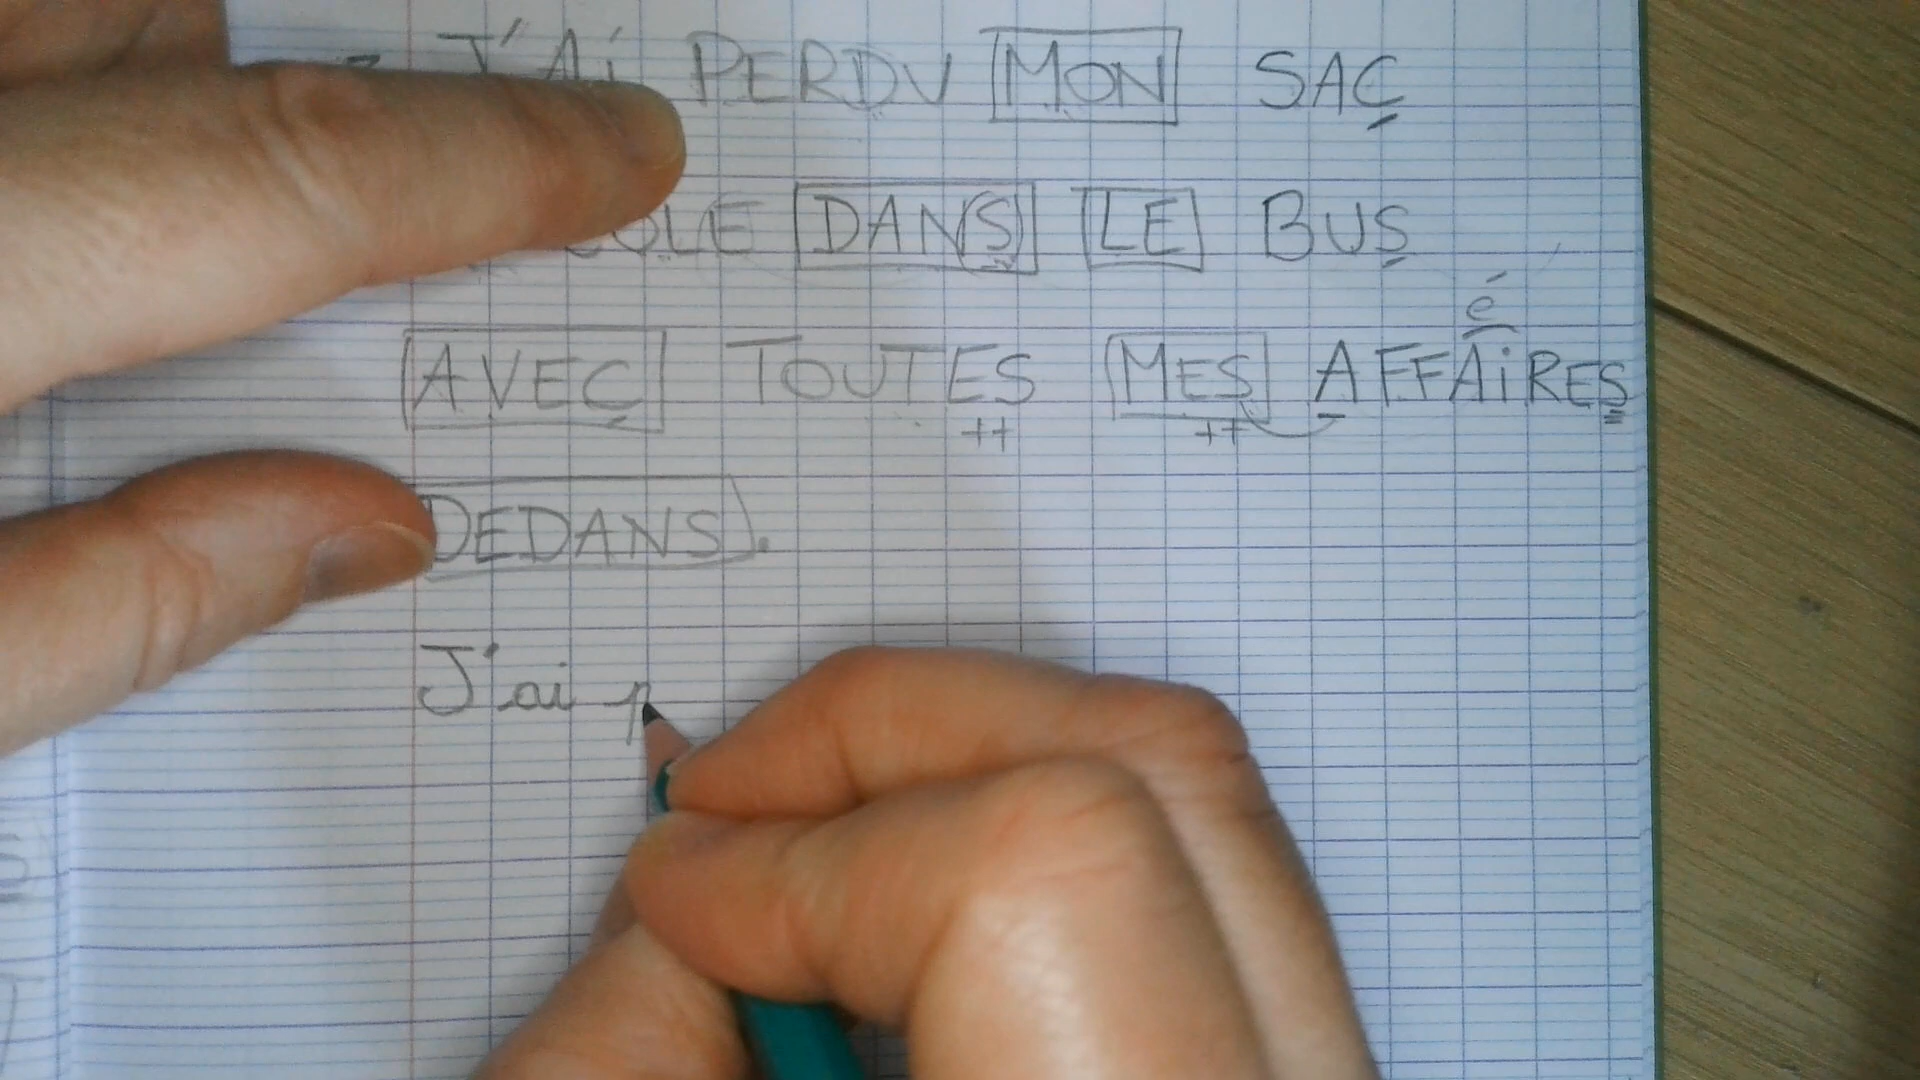 J'Ai PERDU MON SAC
DANS LE BUS
é
AVEC TOUTES MES AFFAiRES
++ ++
DEDANS.
J'ai p